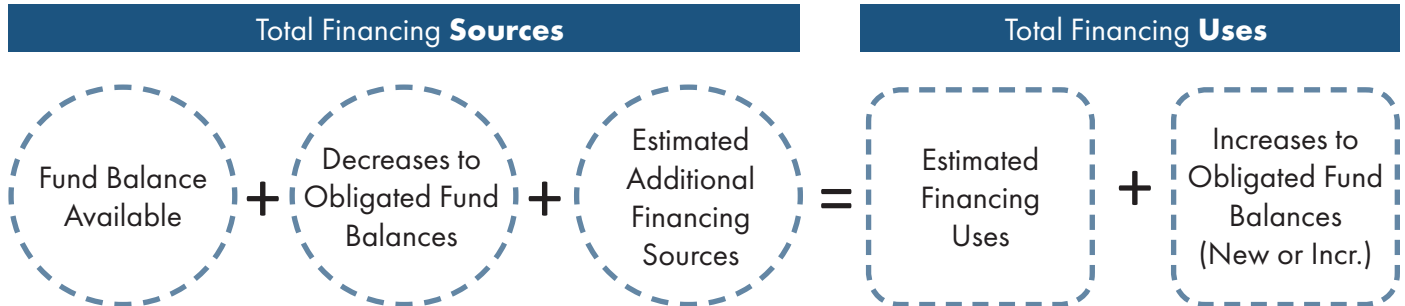 Total Financing Sources
Total Financing Uses
Fund Balance
Available
+
Decreases to
Obligated Fund
Balances
+
Estimated
Additional
Financing
Sources
=
Estimated
Financing
Uses
+
Increases to
Obligated Fund
Balances
(New or Incr.)